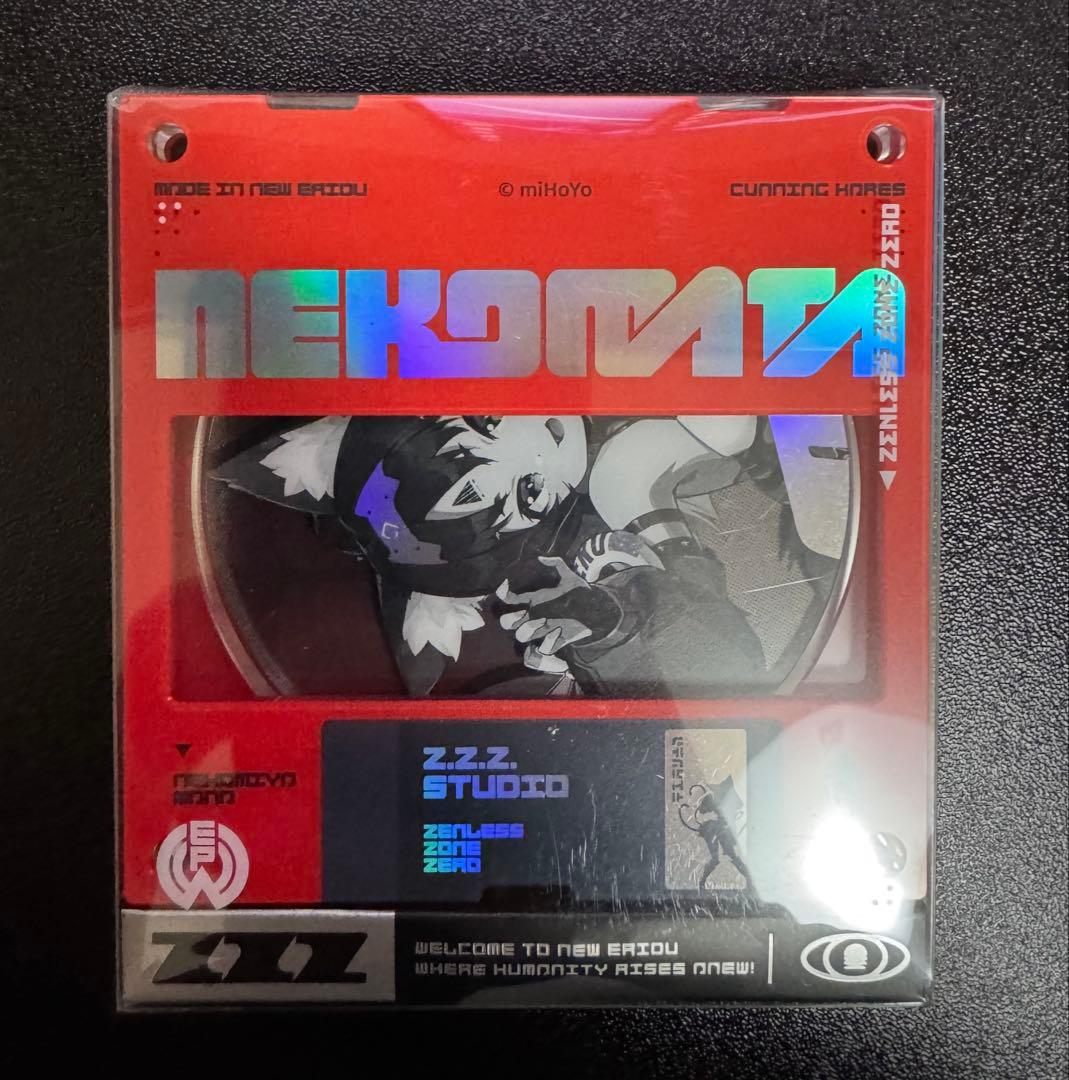 MADE IN NEW ERIDU
© miHoYo
CUNNING HARES
NEKOMATA
ZENLESS ZONE ZERO
NEKOMIYA
MANA
EPW
Z.Z.Z.
STUDIO
ZENLESS
ZONE
ZERO
ZZZ
WELCOME TO NEW ERIDU
WHERE HUMANITY RISES ANEW!